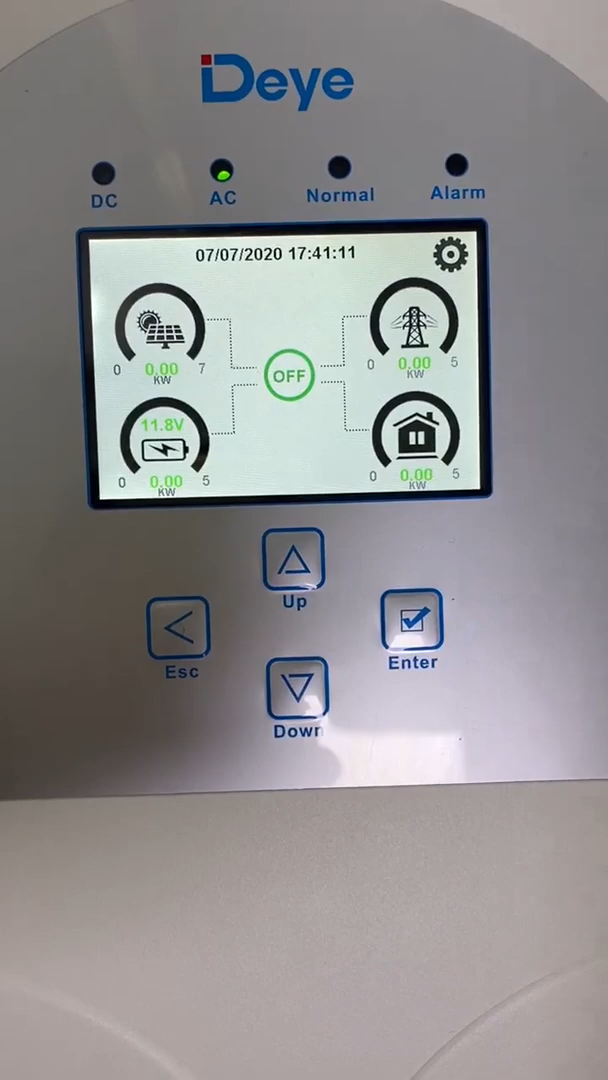 Deye
DC AC Normal Alarm
07/07/2020 17:41:11
0 0.00 7
KW
0 0.00 5
KW
OFF
11.8V
0 0.00 5
KW
0 0.00 5
KW
Up
Esc
Enter
Down